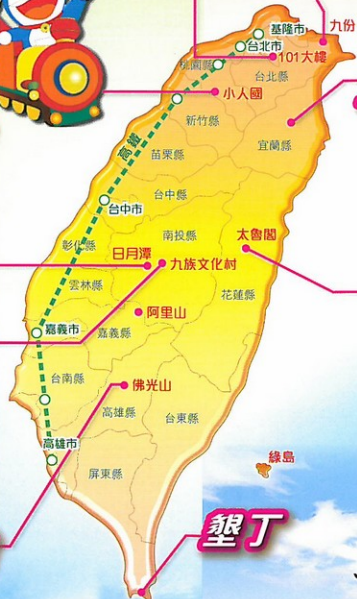 基隆市
九份
台北市
101大樓
桃園縣
台北縣
小人國
新竹縣
宜蘭縣
高鐵
苗栗縣
台中縣
台中市
南投縣
太魯閣
彰化縣
日月潭
九族文化村
雲林縣
花蓮縣
阿里山
嘉義市
嘉義縣
台南縣
佛光山
高雄縣
台東縣
高雄市
綠島
屏東縣
墾丁